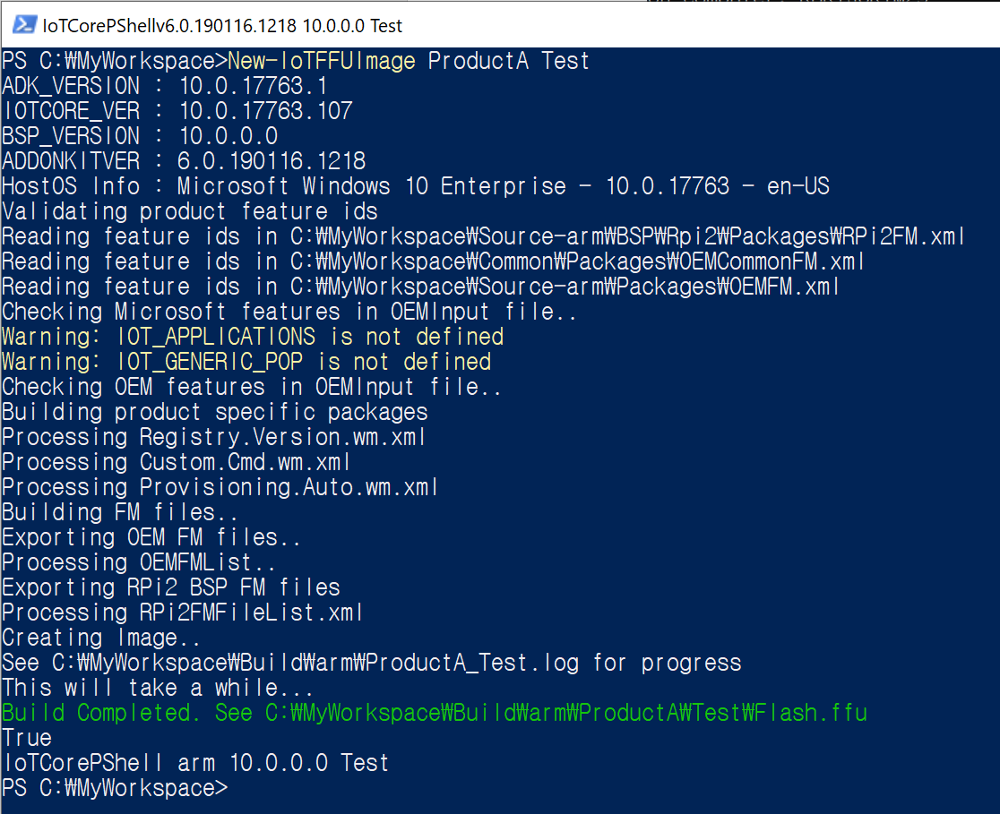 IoTCorePShellv6.0.190116.1218 10.0.0.0 Test
PS C:₩MyWorkspace>New-IoTFFUImage ProductA Test
ADK_VERSION : 10.0.17763.1
IOTCORE_VER : 10.0.17763.107
BSP_VERSION : 10.0.0.0
ADDONKITVER : 6.0.190116.1218
HostOS Info : Microsoft Windows 10 Enterprise - 10.0.17763 - en-US
Validating product feature ids
Reading feature ids in C:₩MyWorkspace₩Source-arm₩BSP₩Rpi2₩Packages₩RPi2FM.xml
Reading feature ids in C:₩MyWorkspace₩Common₩Packages₩OEMCommonFM.xml
Reading feature ids in C:₩MyWorkspace₩Source-arm₩Packages₩OEMFM.xml
Checking Microsoft features in OEMInput file..
Warning: IOT_APPLICATIONS is not defined
Warning: IOT_GENERIC_POP is not defined
Checking OEM features in OEMInput file..
Building product specific packages
Processing Registry.Version.wm.xml
Processing Custom.Cmd.wm.xml
Processing Provisioning.Auto.wm.xml
Building FM files..
Exporting OEM FM files..
Processing OEMFMList..
Exporting RPi2 BSP FM files
Processing RPi2FMFileList.xml
Creating Image..
See C:₩MyWorkspace₩Build₩arm₩ProductA_Test.log for progress
This will take a while...
Build Completed. See C:₩MyWorkspace₩Build₩arm₩ProductA₩Test₩Flash.ffu
True
IoTCorePShell arm 10.0.0.0 Test
PS C:₩MyWorkspace>